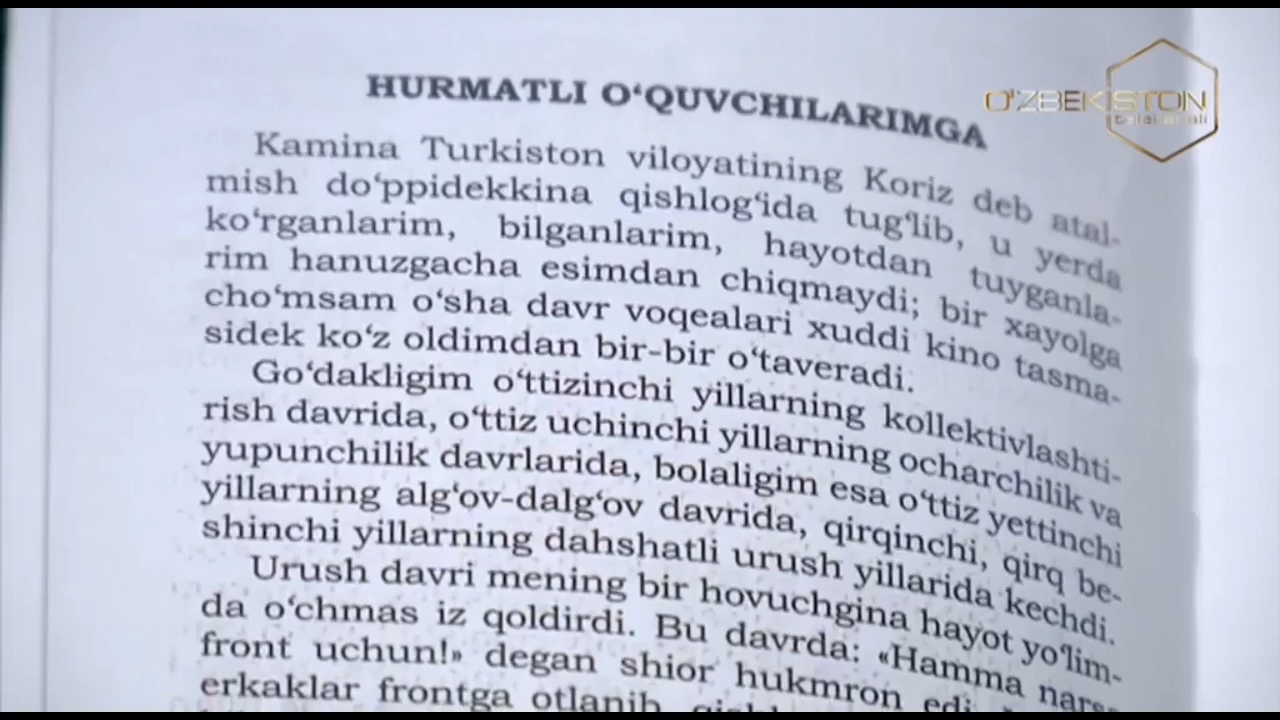 HURMATLI O‘QUVCHILARIMGA
O'ZBEKISTON
telekanali
Kamina Turkiston viloyatining Koriz deb atal-
mish do‘ppidekkina qishlog‘ida tug‘lib, u yerda
ko‘rganlarim, bilganlarim, hayotdan tuyganla-
rim hanuzgacha esimdan chiqmaydi; bir xayolga
cho‘msam o‘sha davr voqealari xuddi kino tasma-
sidek ko‘z oldimdan bir-bir o‘taveradi.
Go‘dakligim o‘ttizinchi yillarning kollektivlashti-
rish davrida, o‘ttiz uchinchi yillarning ocharchilik va
yupunchilik davrlarida, bolaligim esa o‘ttiz yettinchi
yillarning alg‘ov-dalg‘ov davrida, qirqinchi, qirq be-
shinchi yillarning dahshatli urush yillarida kechdi.
Urush davri mening bir hovuchgina hayot yo‘lim-
da o‘chmas iz qoldirdi. Bu davrda: «Hamma narsa
front uchun!» degan shior hukmron edi.
erkaklar frontga otlanib,